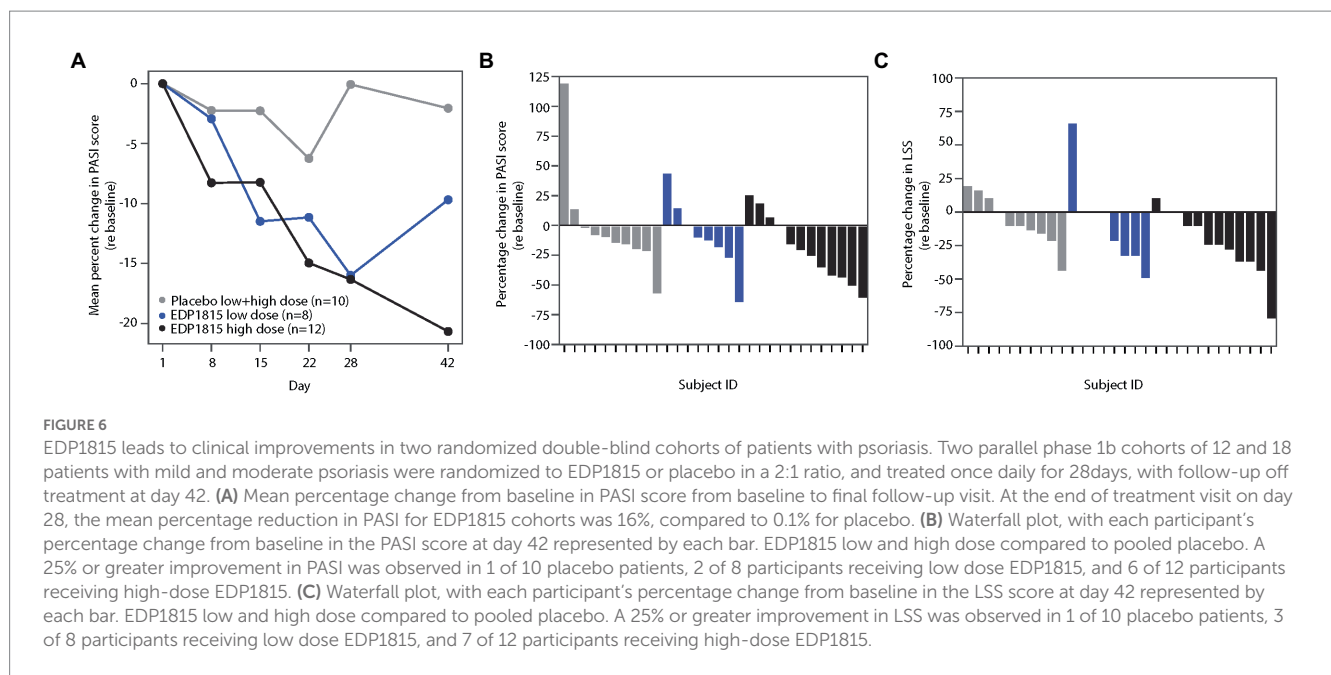 A
Mean percent change in PASI score
(re baseline)
0
-5
-10
-15
-20
Placebo low+high dose (n=10)
EDP1815 low dose (n=8)
EDP1815 high dose (n=12)
1
8
15
22
28
42
Day
B
Percentage change in PASI score
(re baseline)
125
100
75
50
25
0
-25
-50
-75
-100
Subject ID
C
Percentage change in LSS
(re baseline)
100
75
50
25
0
-25
-50
-75
-100
Subject ID
FIGURE 6
EDP1815 leads to clinical improvements in two randomized double-blind cohorts of patients with psoriasis. Two parallel phase 1b cohorts of 12 and 18
patients with mild and moderate psoriasis were randomized to EDP1815 or placebo in a 2:1 ratio, and treated once daily for 28days, with follow-up off
treatment at day 42. (A) Mean percentage change from baseline in PASI score from baseline to final follow-up visit. At the end of treatment visit on day
28, the mean percentage reduction in PASI for EDP1815 cohorts was 16%, compared to 0.1% for placebo. (B) Waterfall plot, with each participant's
percentage change from baseline in the PASI score at day 42 represented by each bar. EDP1815 low and high dose compared to pooled placebo. A
25% or greater improvement in PASI was observed in 1 of 10 placebo patients, 2 of 8 participants receiving low dose EDP1815, and 6 of 12 participants
receiving high-dose EDP1815. (C) Waterfall plot, with each participant's percentage change from baseline in the LSS score at day 42 represented by
each bar. EDP1815 low and high dose compared to pooled placebo. A 25% or greater improvement in LSS was observed in 1 of 10 placebo patients, 3
of 8 participants receiving low dose EDP1815, and 7 of 12 participants receiving high-dose EDP1815.